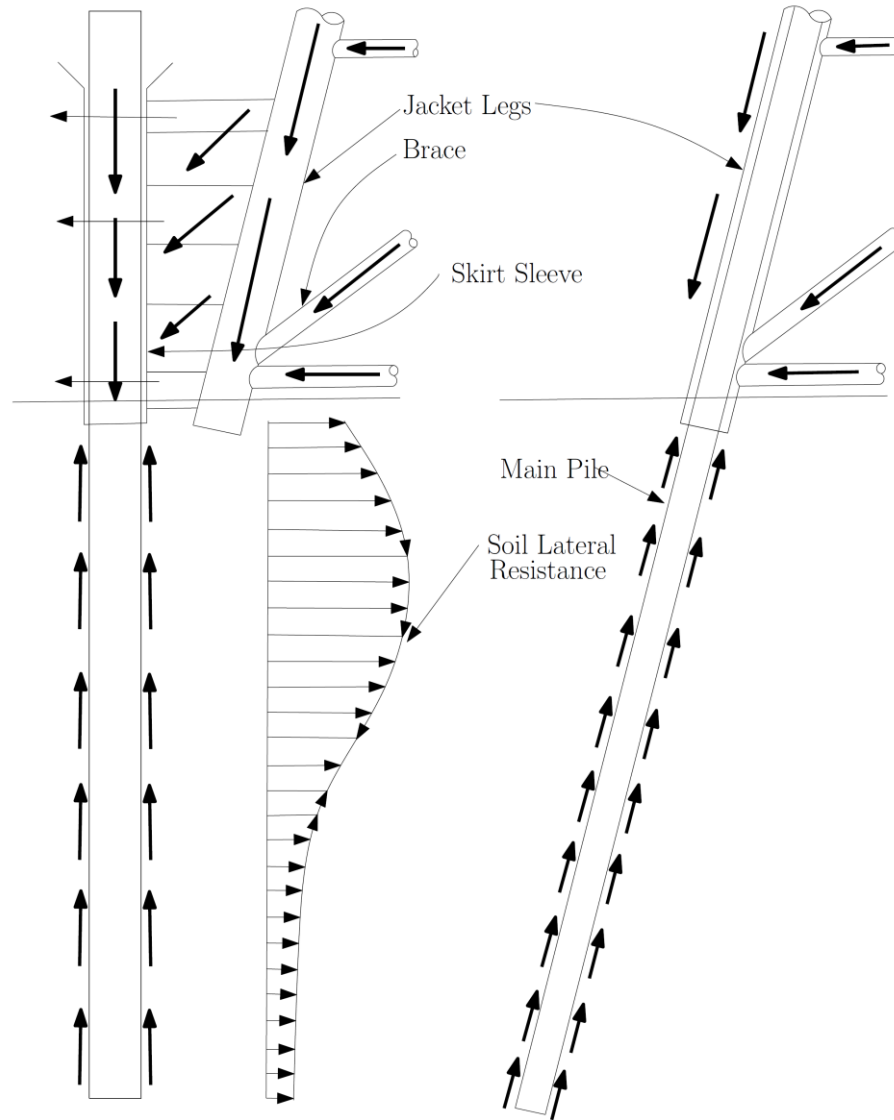 Jacket Legs
Brace
Skirt Sleeve
Main Pile
Soil Lateral
Resistance